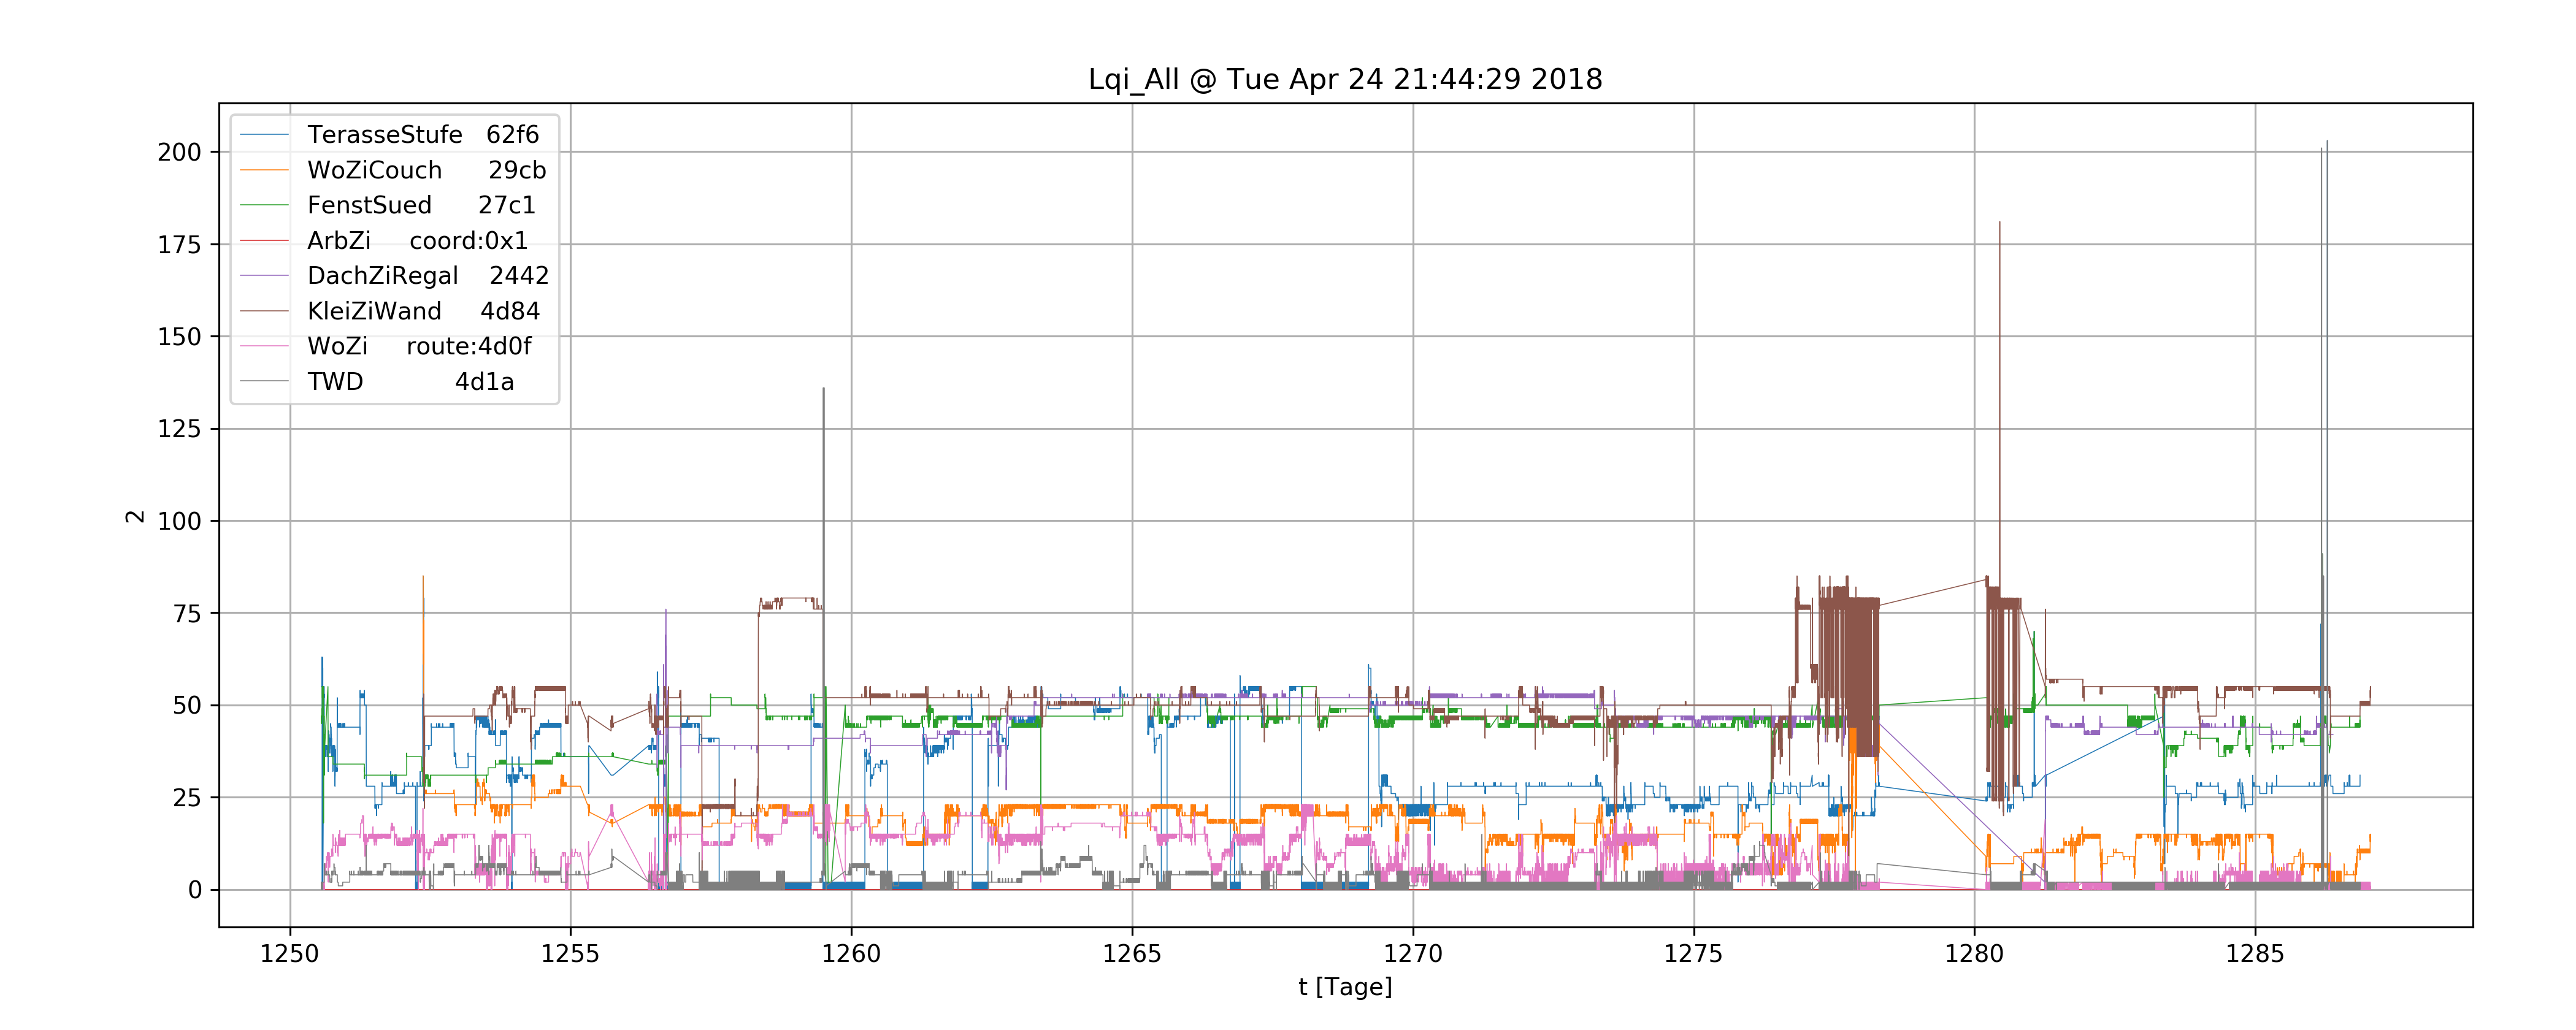 Lqi_All @ Tue Apr 24 21:44:29 2018
TerasseStufe 62f6
WoZiCouch 29cb
FenstSued 27c1
ArbZi coord:0x1
DachZiRegal 2442
KleiZiWand 4d84
WoZi route:4d0f
TWD 4d1a
200
175
150
125
100
75
50
25
0
2
1250 1255 1260 1265 1270 1275 1280 1285
t [Tage]